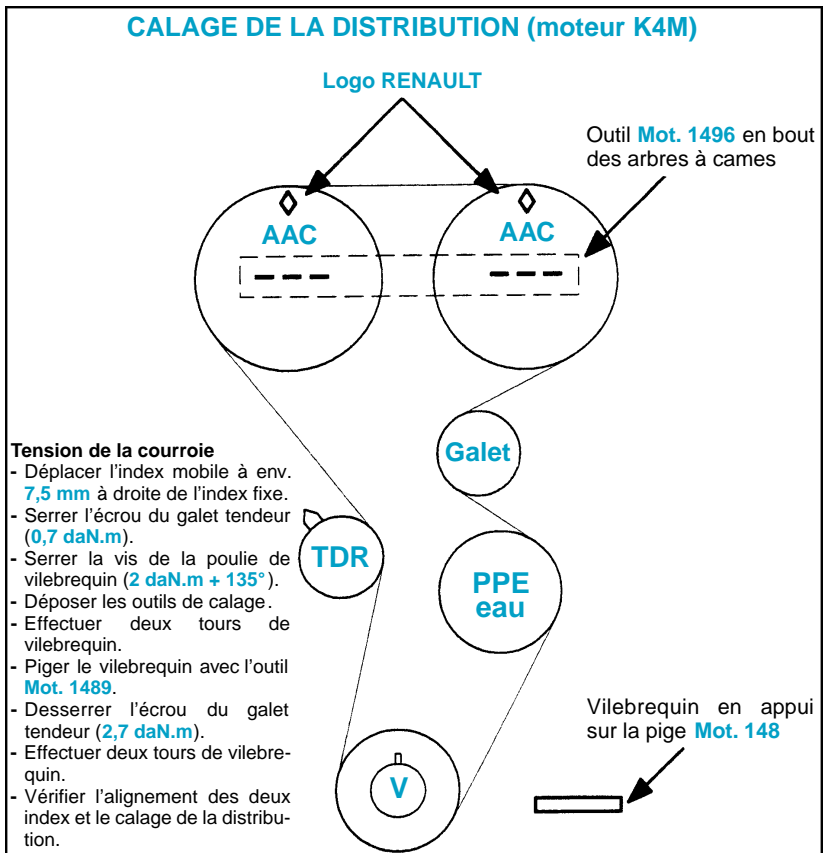 CALAGE DE LA DISTRIBUTION (moteur K4M)
Logo RENAULT
Outil Mot. 1496 en bout
des arbres à cames
AAC
AAC
Galet
TDR
PPE
eau
V
Tension de la courroie
- Déplacer l'index mobile à env.
7,5 mm à droite de l'index fixe.
- Serrer l'écrou du galet tendeur
(0,7 daN.m).
- Serrer la vis de la poulie de
vilebrequin (2 daN.m + 135°).
- Déposer les outils de calage.
- Effectuer deux tours de
vilebrequin.
- Piger le vilebrequin avec l'outil
Mot. 1489.
- Desserrer l'écrou du galet
tendeur (2,7 daN.m).
- Effectuer deux tours de vilebre-
quin.
- Vérifier l'alignement des deux
index et le calage de la distribu-
tion.
Vilebrequin en appui
sur la pige Mot. 148